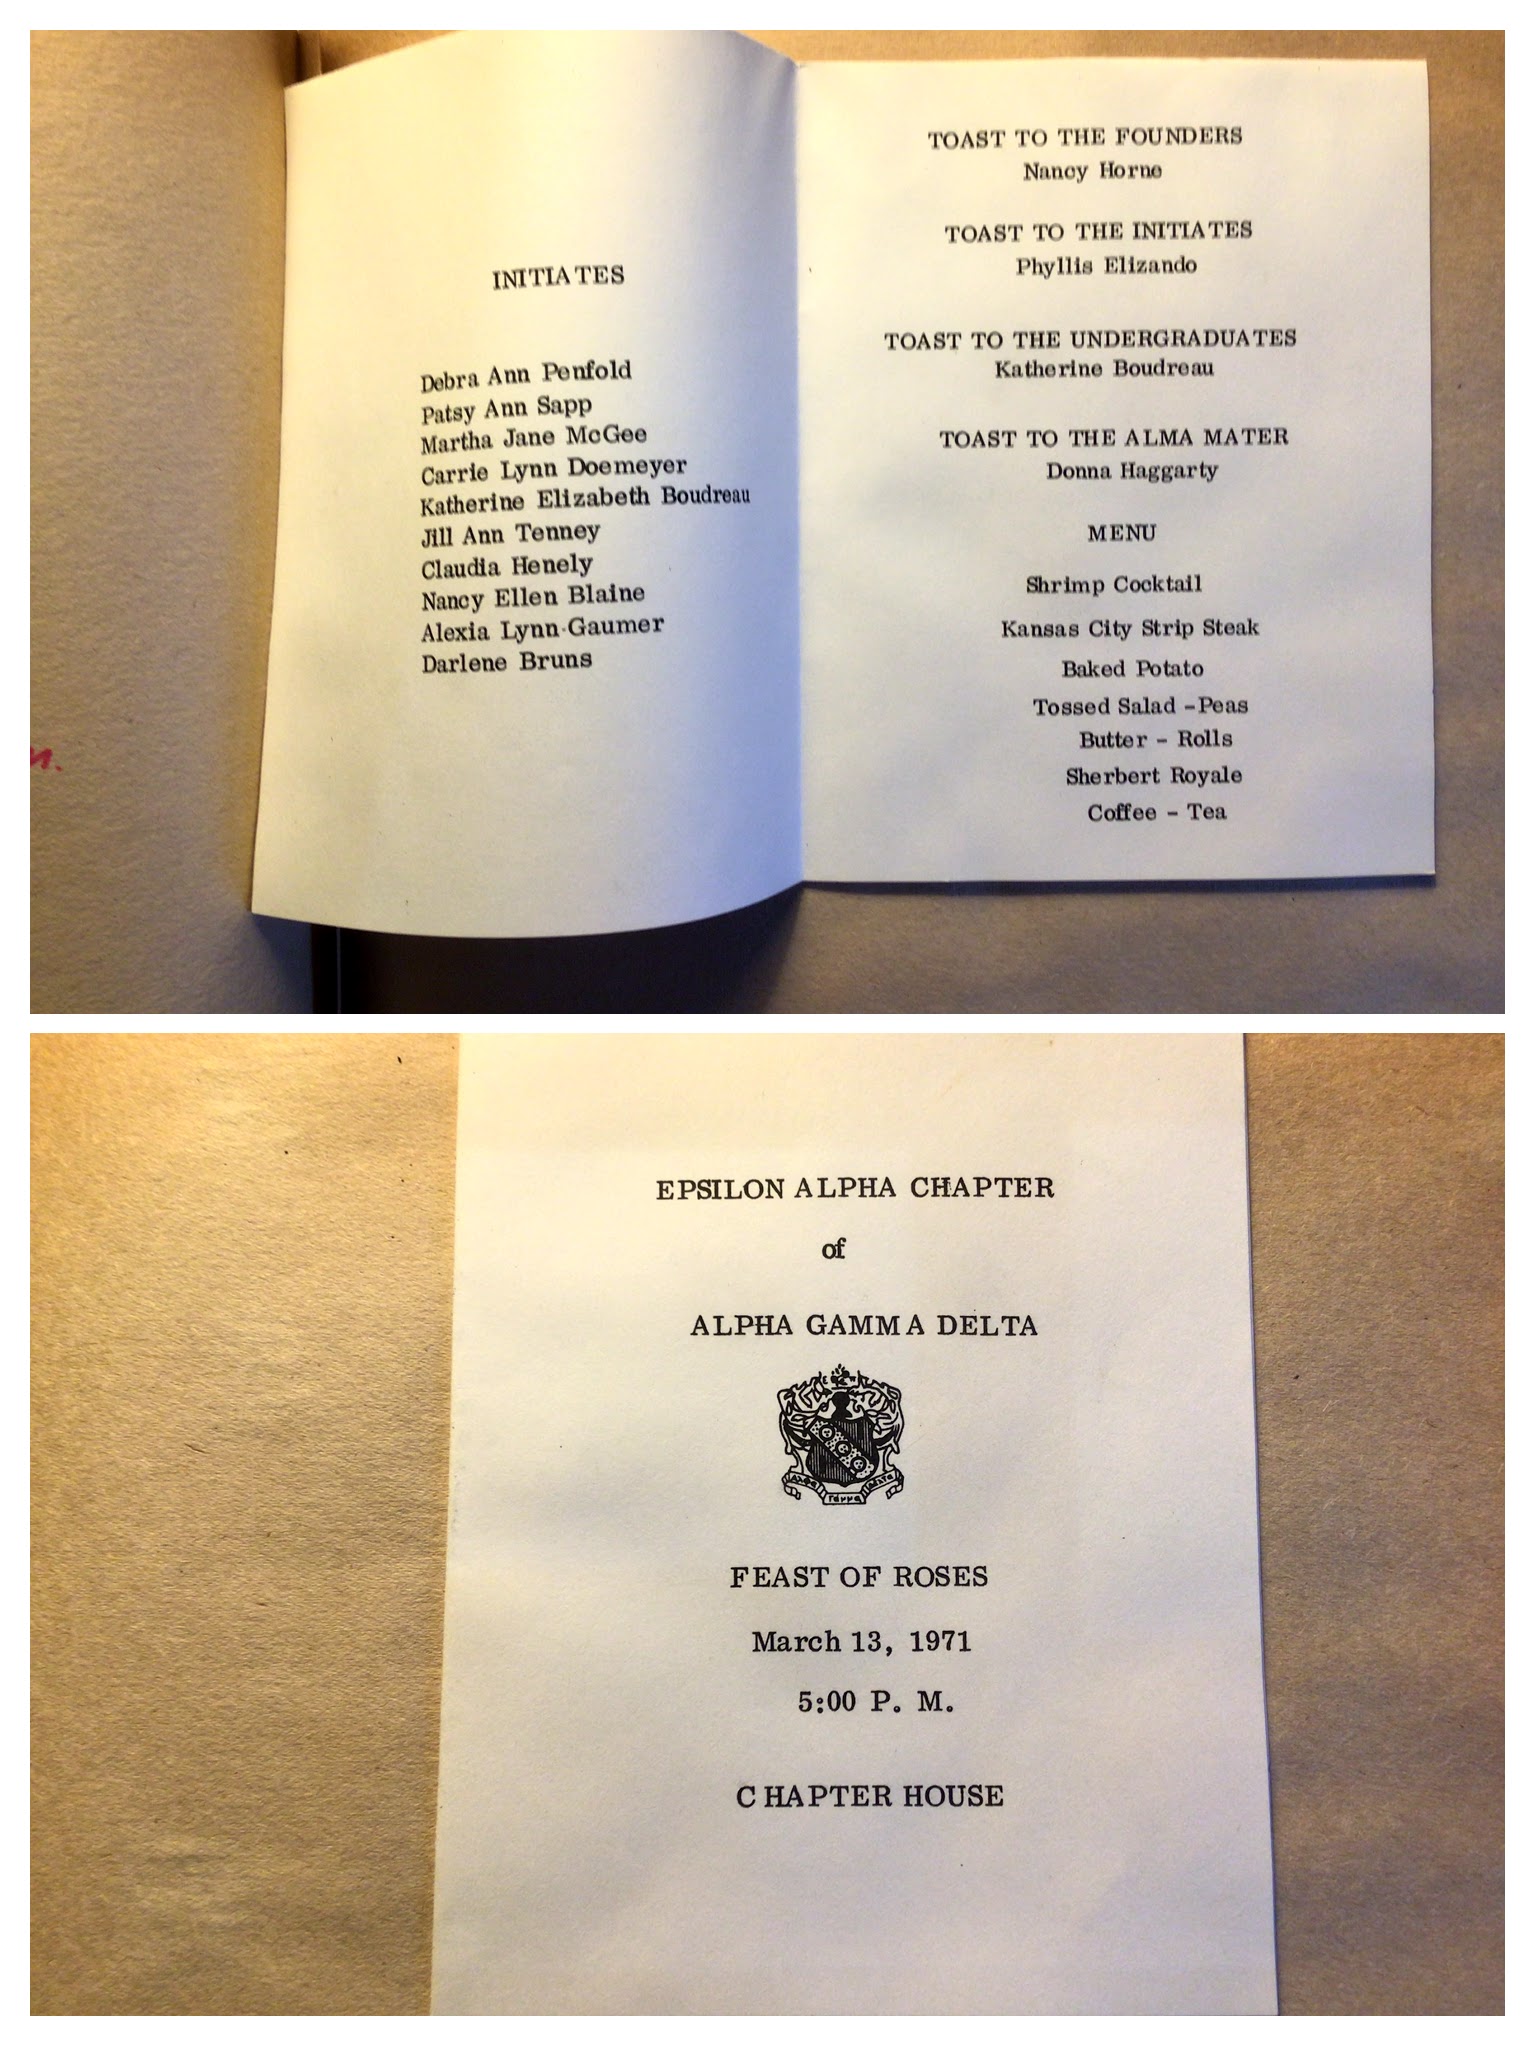 INITIATES
Debra Ann Penfold
Patsy Ann Sapp
Martha Jane McGee
Carrie Lynn Doemeyer
Katherine Elizabeth Boudreau
Jill Ann Tenney
Claudia Henely
Nancy Ellen Blaine
Alexia Lynn Gaumer
Darlene Bruns
TOAST TO THE FOUNDERS
Nancy Horne
TOAST TO THE INITIATES
Phyllis Elizando
TOAST TO THE UNDERGRADUATES
Katherine Boudreau
TOAST TO THE ALMA MATER
Donna Haggarty
MENU
Shrimp Cocktail
Kansas City Strip Steak
Baked Potato
Tossed Salad - Peas
Butter - Rolls
Sherbert Royale
Coffee - Tea
EPSILON ALPHA CHAPTER
of
ALPHA GAMMA DELTA
FEAST OF ROSES
March 13, 1971
5:00 P. M.
CHAPTER HOUSE